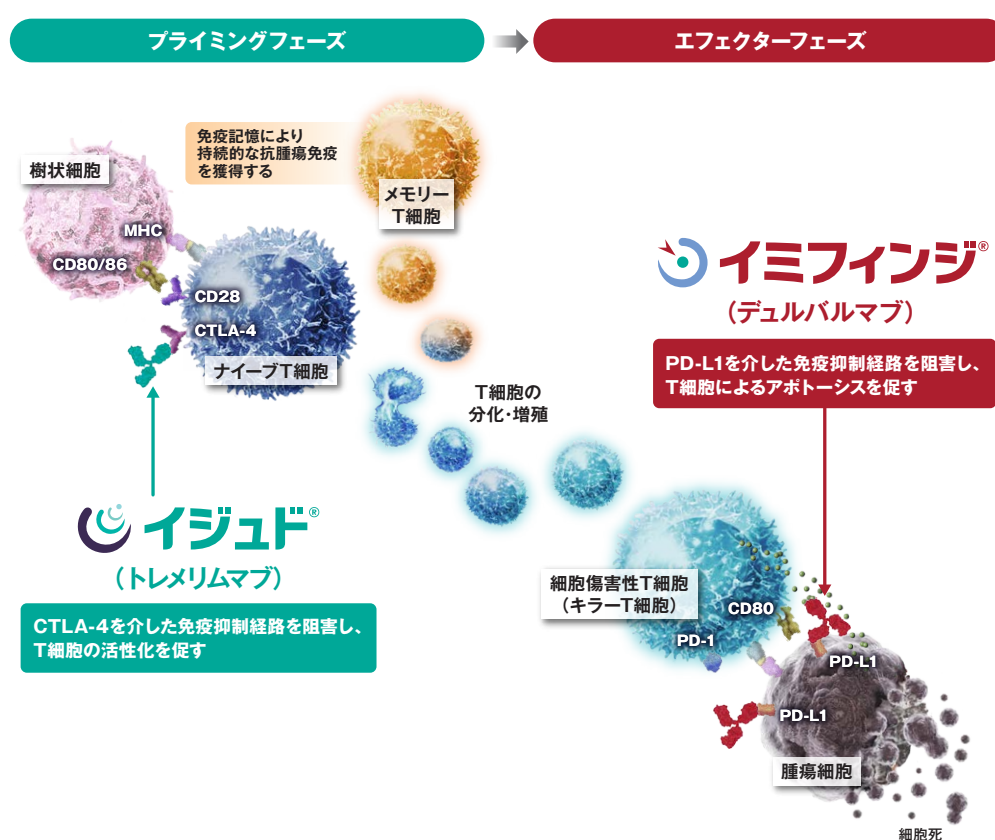 プライミングフェーズ
エフェクターフェーズ
免疫記憶により
持続的な抗腫瘍免疫
を獲得する
樹状細胞
メモリー
T細胞
MHC
CD80/86
CD28
CTLA-4
ナイーブT細胞
イミフィンジ®
（デュルバルマブ）
PD-L1を介した免疫抑制経路を阻害し、
T細胞によるアポトーシスを促す
T細胞の
分化・増殖
イジュド®
（トレメリムマブ）
CTLA-4を介した免疫抑制経路を阻害し、
T細胞の活性化を促す
細胞傷害性T細胞
（キラーT細胞）
CD80
PD-1
PD-L1
PD-L1
腫瘍細胞
細胞死